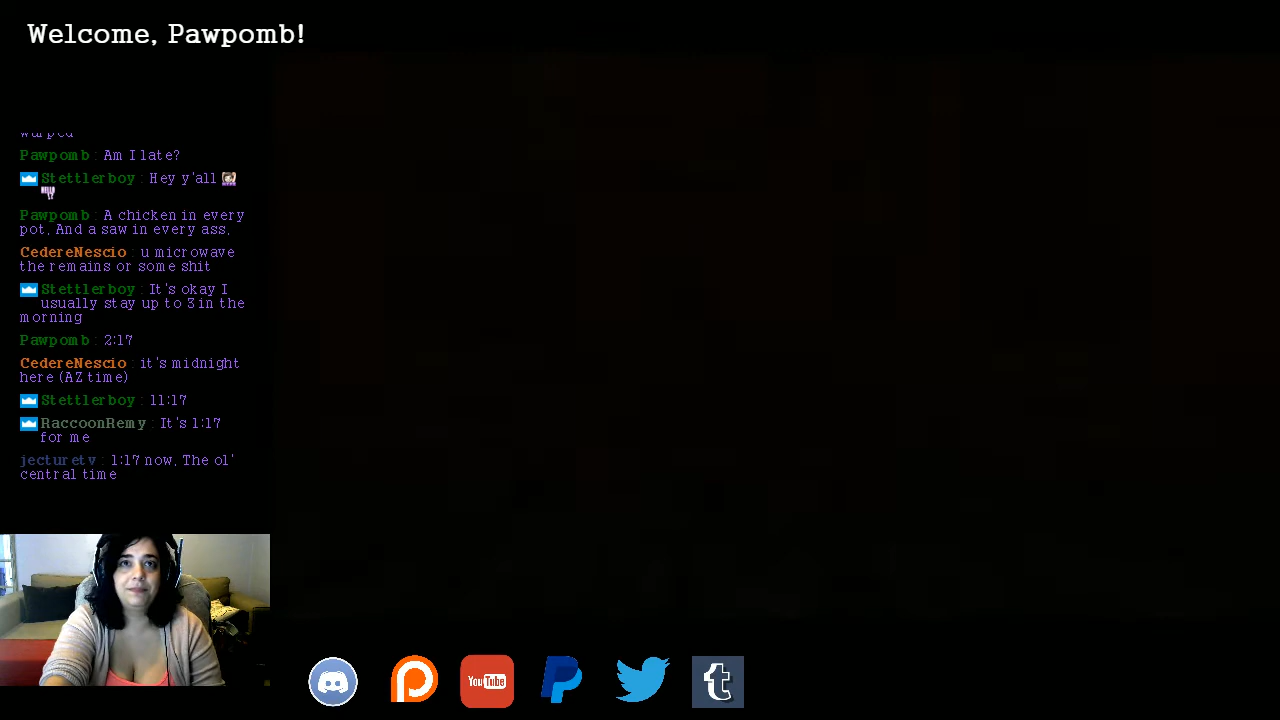 Welcome, Pawpomb!
warped
Pawpomb : Am I late?
Stettlerboy : Hey y'all
Pawpomb : A chicken in every
pot. And a saw in every ass.
CedereNescio : u microwave
the remains or some shit
Stettlerboy : It's okay I
usually stay up to 3 in the
morning
Pawpomb : 2:17
CedereNescio : it's midnight
here (AZ time)
Stettlerboy : 11:17
RaccoonRemy : It's 1:17
for me
jecturetv : 1:17 now. The ol'
central time
You Tube